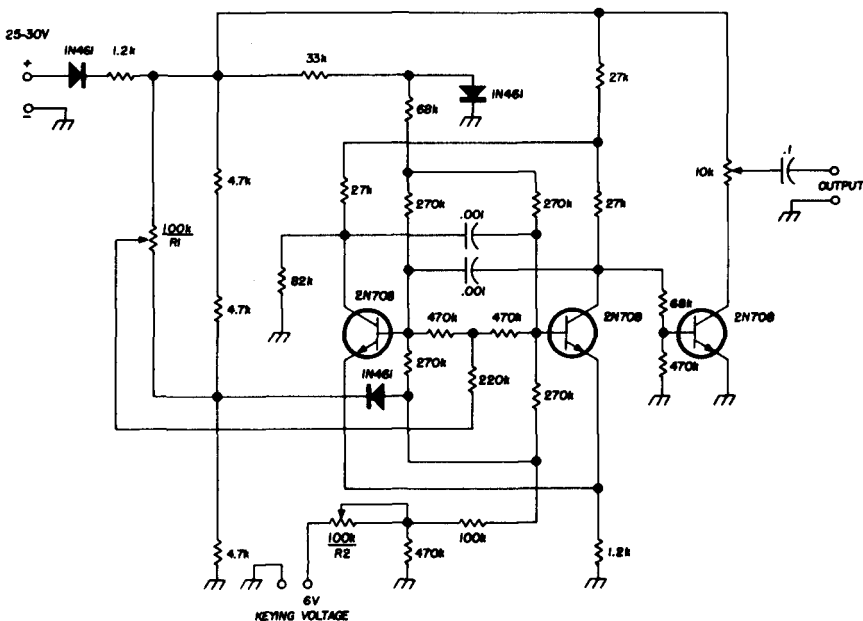 25-30V
+
−
1N461
1.2k
33k
68k
1N461
27k
10k
.1
OUTPUT
4.7k
27k
270k
270k
27k
.001
.001
100k
R1
82k
4.7k
2N708
470k
470k
2N708
68k
2N708
470k
270k
220k
1N461
270k
100k
R2
100k
470k
1.2k
4.7k
6V
KEYING VOLTAGE